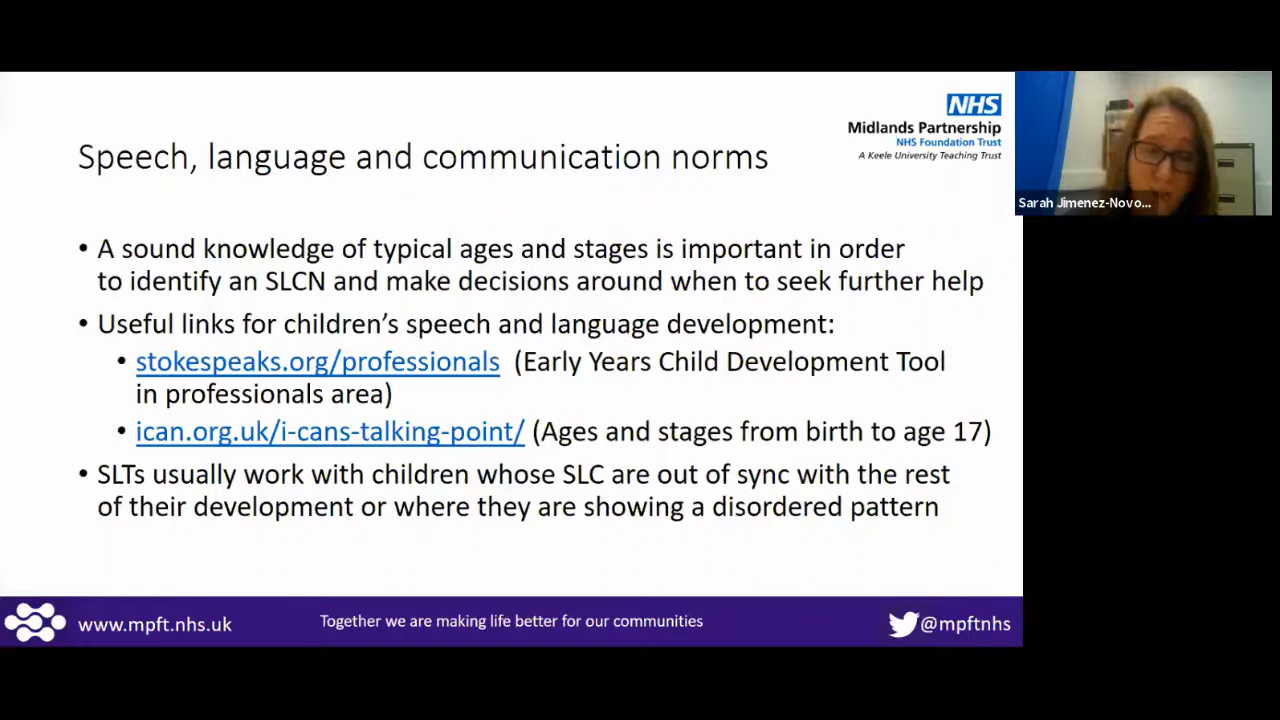 NHS
Midlands Partnership
NHS Foundation Trust
A Keele University Teaching Trust
Sarah Jimenez-Novo...
Speech, language and communication norms
• A sound knowledge of typical ages and stages is important in order
to identify an SLCN and make decisions around when to seek further help
• Useful links for children's speech and language development:
• stokespeaks.org/professionals (Early Years Child Development Tool
in professionals area)
• ican.org.uk/i-cans-talking-point/ (Ages and stages from birth to age 17)
• SLTs usually work with children whose SLC are out of sync with the rest
of their development or where they are showing a disordered pattern
www.mpft.nhs.uk
Together we are making life better for our communities
@mpftnhs